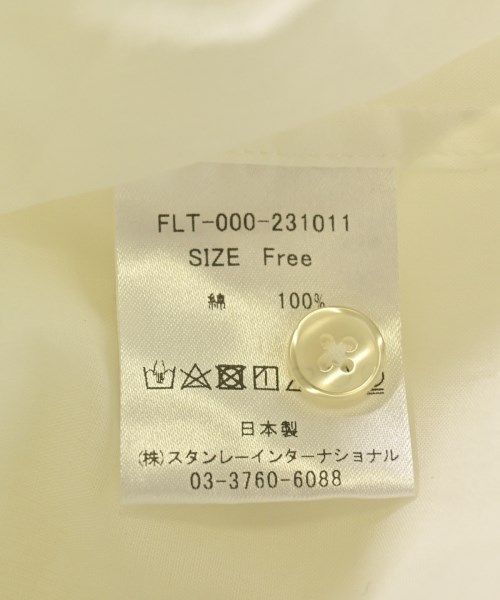 FLT-000-231011
SIZE Free
綿 100%
日本製
(株)スタンレーインターナショナル
03-3760-6088